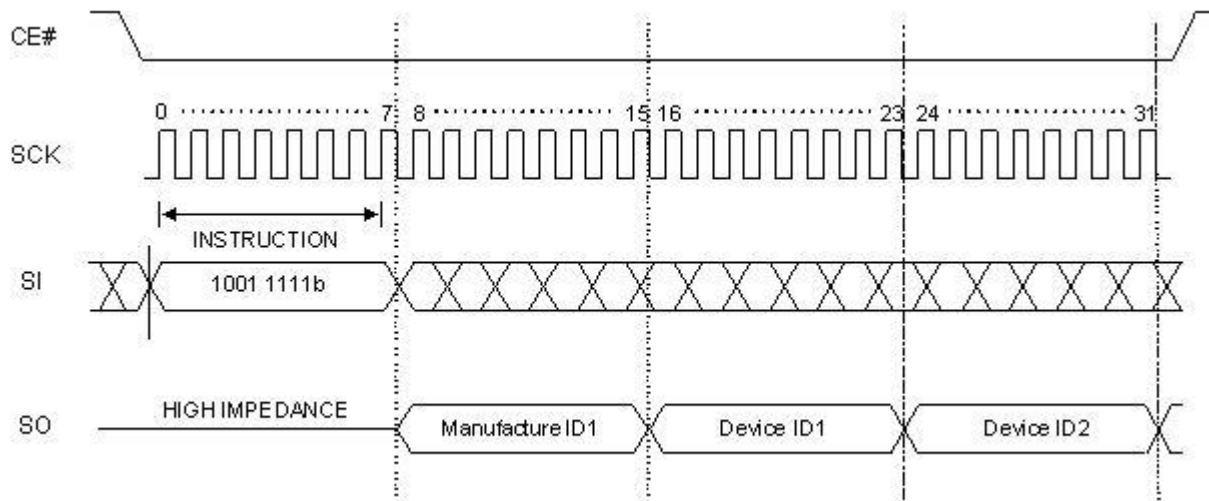 CE#
0 7 8 15 16 23 24 31
SCK
INSTRUCTION
SI 1001 1111b
HIGH IMPEDANCE
SO Manufacture ID1 Device ID1 Device ID2